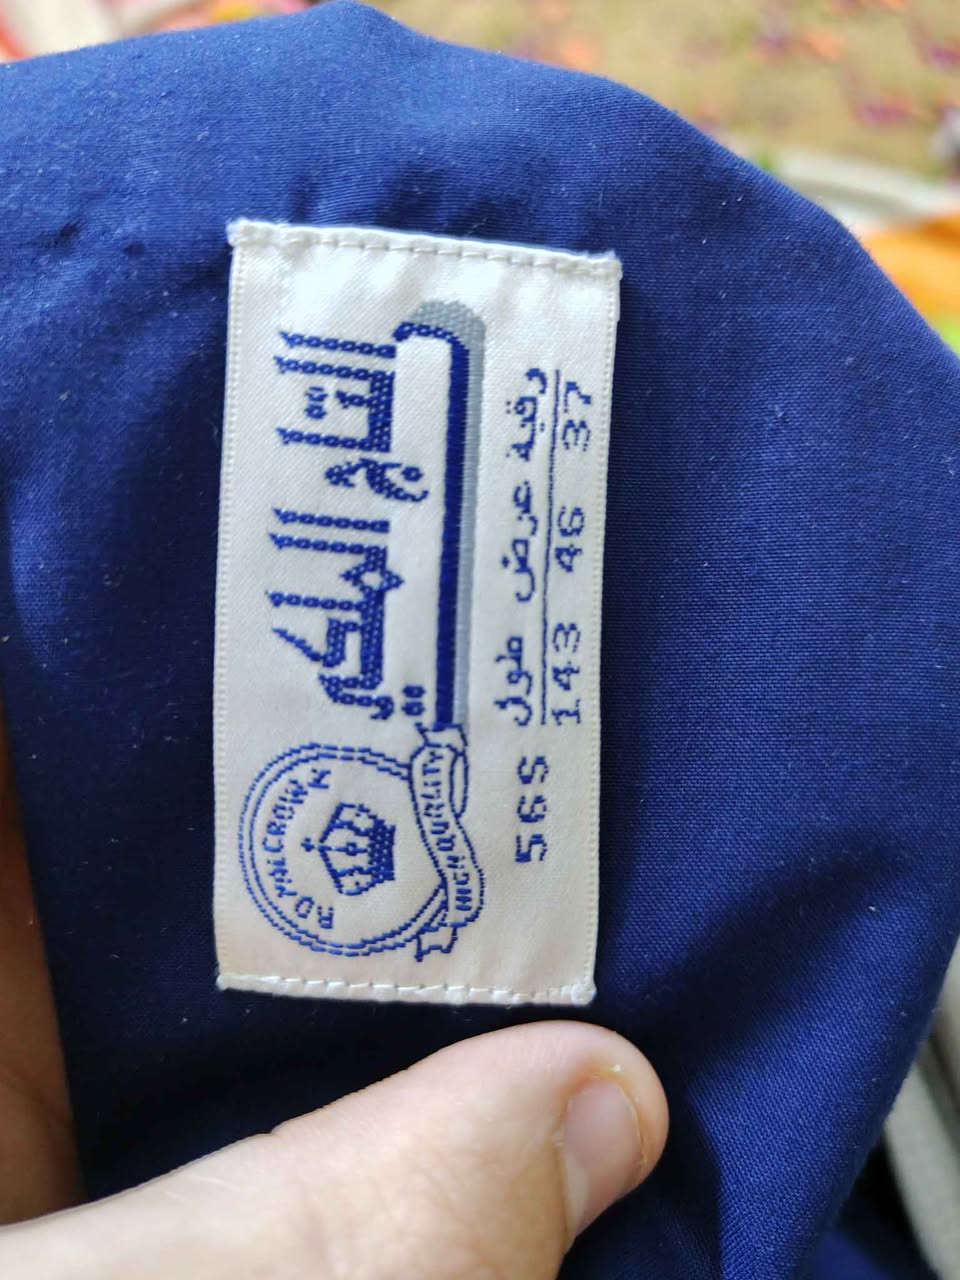 التاج الملكي
ROYAL CROWN
HIGH QUALITY
رقبة عرض طول
56S 143 46 37